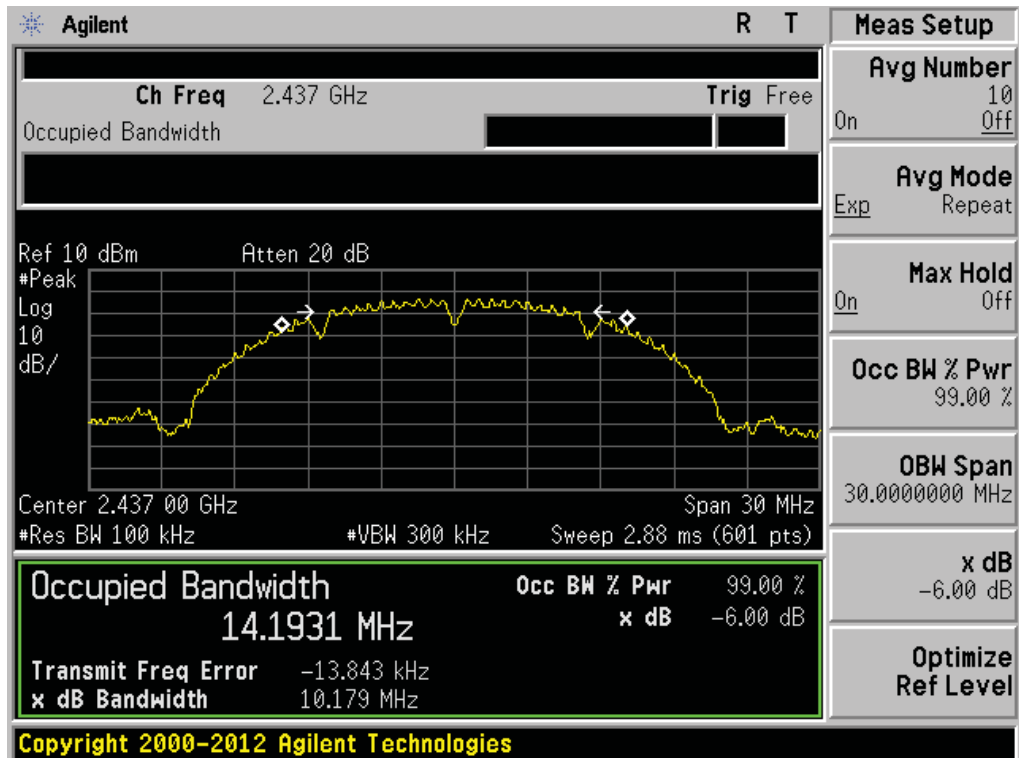 Agilent R T
Ch Freq 2.437 GHz Trig Free
Occupied Bandwidth
Ref 10 dBm Atten 20 dB
#Peak
Log
10
dB/
Center 2.437 00 GHz Span 30 MHz
#Res BW 100 kHz #VBW 300 kHz Sweep 2.88 ms (601 pts)
Occupied Bandwidth
14.1931 MHz
Occ BW % Pwr 99.00 %
x dB -6.00 dB
Transmit Freq Error -13.843 kHz
x dB Bandwidth 10.179 MHz
Meas Setup
Avg Number
10
On Off
Avg Mode
Exp Repeat
Max Hold
On Off
Occ BW % Pwr
99.00 %
OBW Span
30.0000000 MHz
x dB
-6.00 dB
Optimize
Ref Level
Copyright 2000-2012 Agilent Technologies